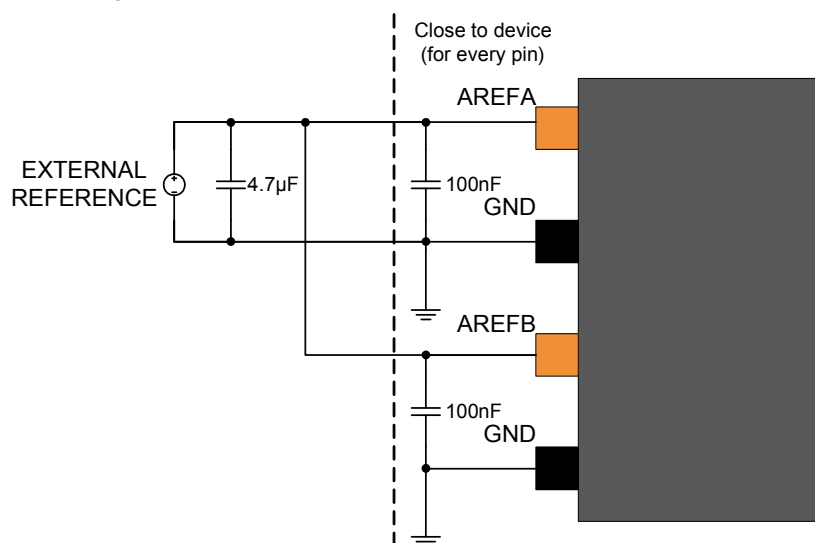 Close to device
(for every pin)
AREFA
EXTERNAL
REFERENCE
4.7µF
100nF
GND
AREFB
100nF
GND